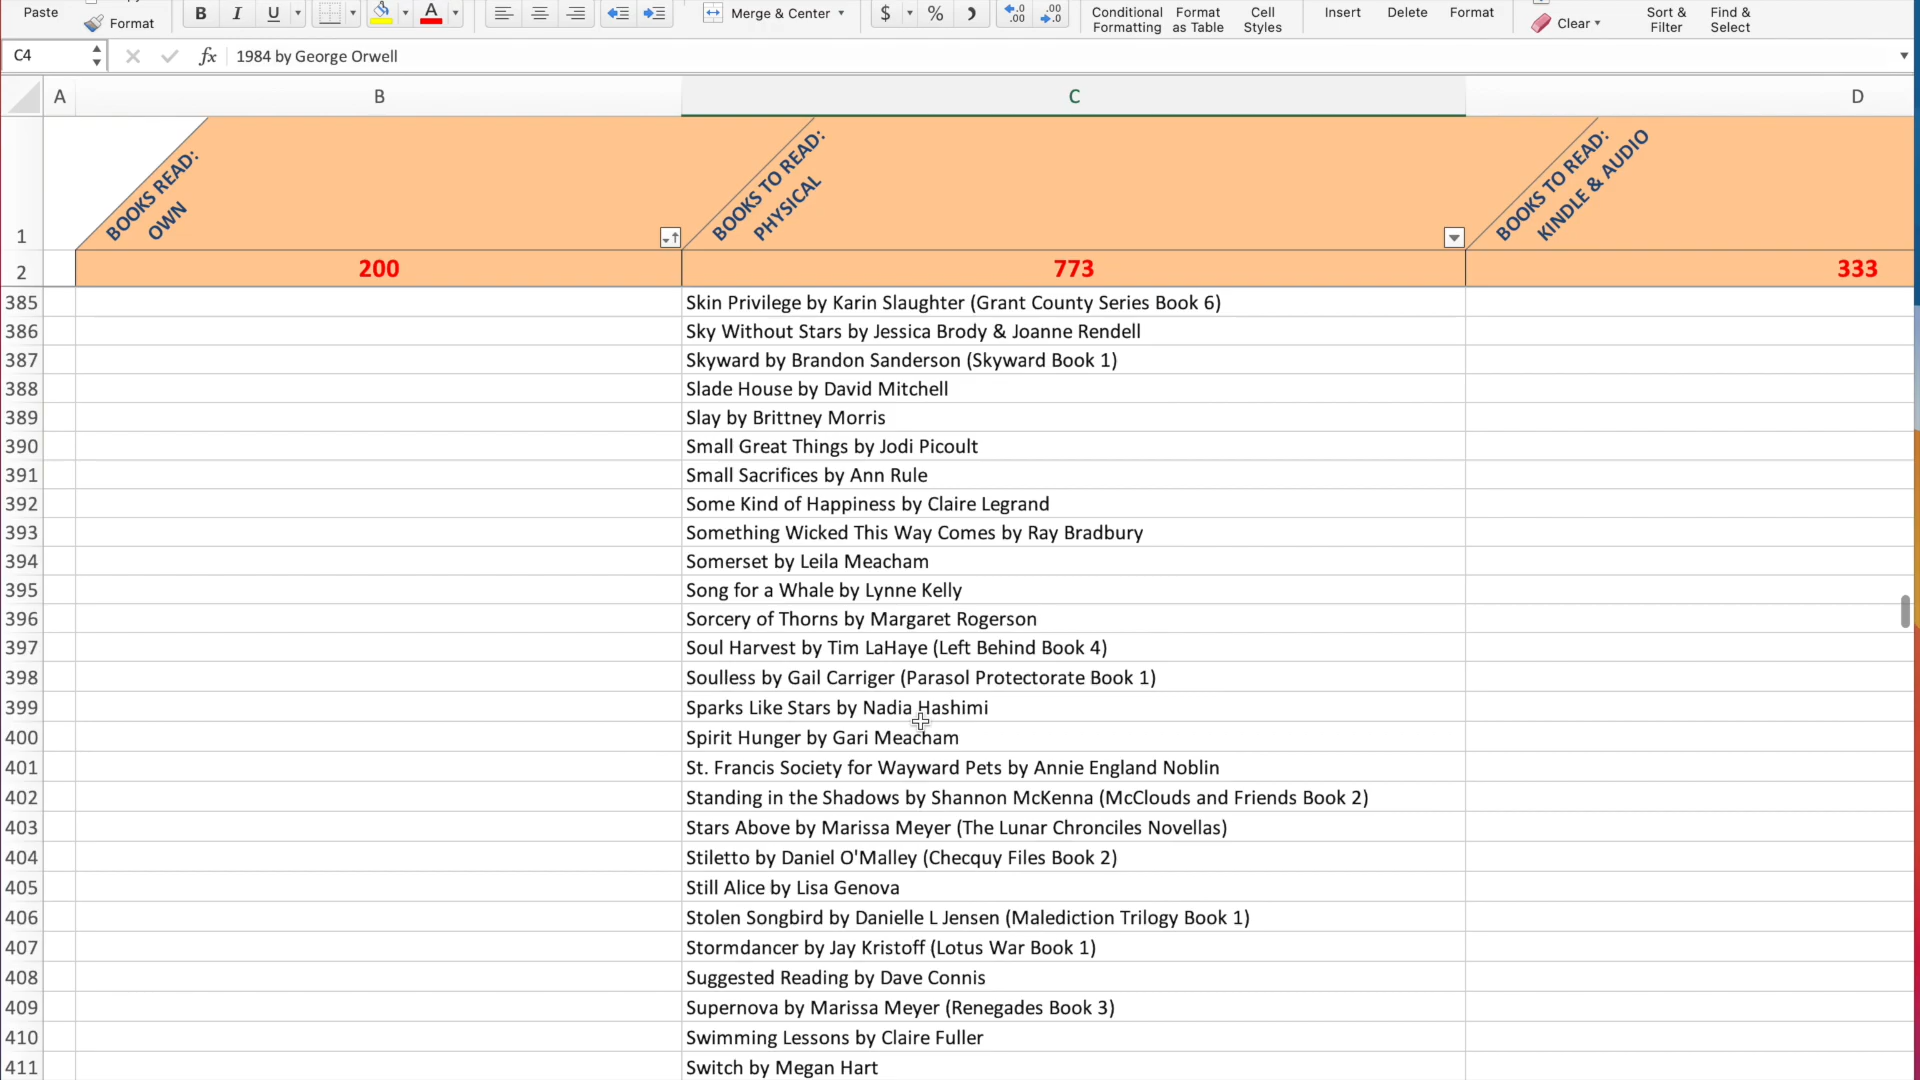 Paste
Format
B I U
A
Merge & Center
$ % ,
.0 .00
.00 .0
Conditional Formatting
Format as Table
Cell Styles
Insert
Delete
Format
Clear
Sort & Filter
Find & Select
C4
fx 1984 by George Orwell
A B C D
1
BOOKS READ:
OWN
BOOKS TO READ:
PHYSICAL
BOOKS TO READ:
KINDLE & AUDIO
2 200 773 333
385 Skin Privilege by Karin Slaughter (Grant County Series Book 6)
386 Sky Without Stars by Jessica Brody & Joanne Rendell
387 Skyward by Brandon Sanderson (Skyward Book 1)
388 Slade House by David Mitchell
389 Slay by Brittney Morris
390 Small Great Things by Jodi Picoult
391 Small Sacrifices by Ann Rule
392 Some Kind of Happiness by Claire Legrand
393 Something Wicked This Way Comes by Ray Bradbury
394 Somerset by Leila Meacham
395 Song for a Whale by Lynne Kelly
396 Sorcery of Thorns by Margaret Rogerson
397 Soul Harvest by Tim LaHaye (Left Behind Book 4)
398 Soulless by Gail Carriger (Parasol Protectorate Book 1)
399 Sparks Like Stars by Nadia Hashimi
400 Spirit Hunger by Gari Meacham
401 St. Francis Society for Wayward Pets by Annie England Noblin
402 Standing in the Shadows by Shannon McKenna (McClouds and Friends Book 2)
403 Stars Above by Marissa Meyer (The Lunar Chronciles Novellas)
404 Stiletto by Daniel O'Malley (Checquy Files Book 2)
405 Still Alice by Lisa Genova
406 Stolen Songbird by Danielle L Jensen (Malediction Trilogy Book 1)
407 Stormdancer by Jay Kristoff (Lotus War Book 1)
408 Suggested Reading by Dave Connis
409 Supernova by Marissa Meyer (Renegades Book 3)
410 Swimming Lessons by Claire Fuller
411 Switch by Megan Hart